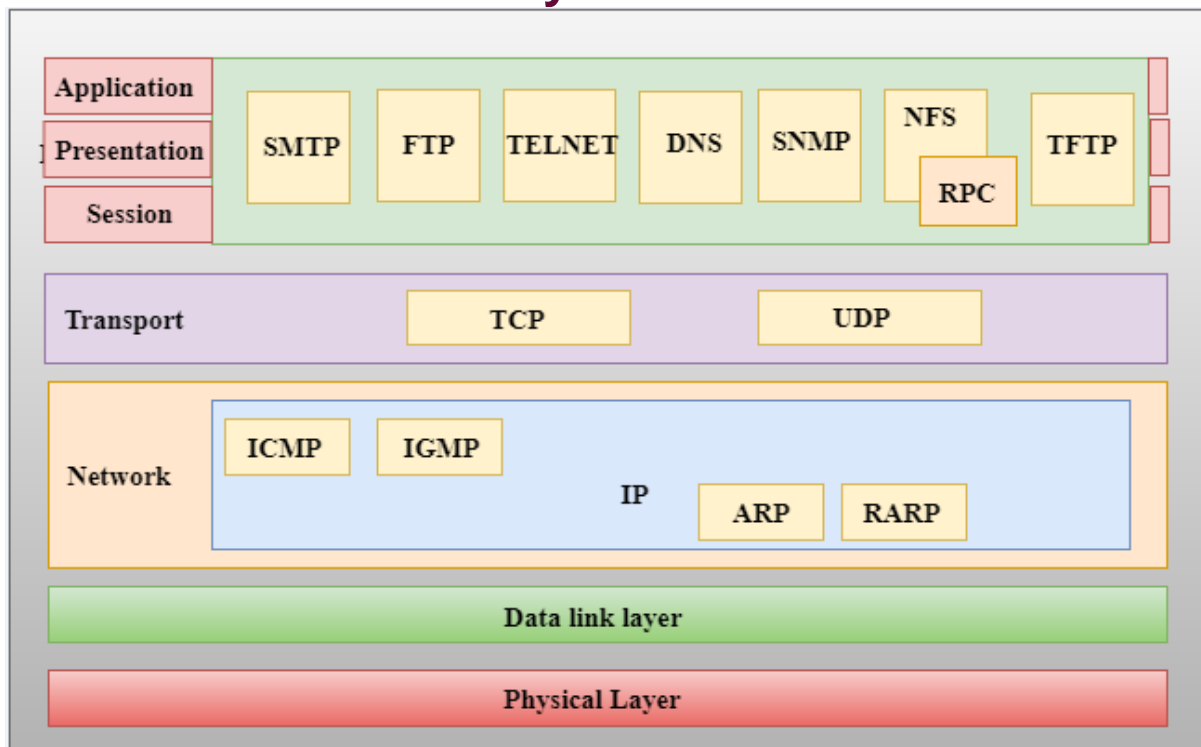 Application
Presentation
Session
SMTP
FTP
TELNET
DNS
SNMP
NFS
RPC
TFTP
Transport
TCP
UDP
Network
ICMP
IGMP
IP
ARP
RARP
Data link layer
Physical Layer